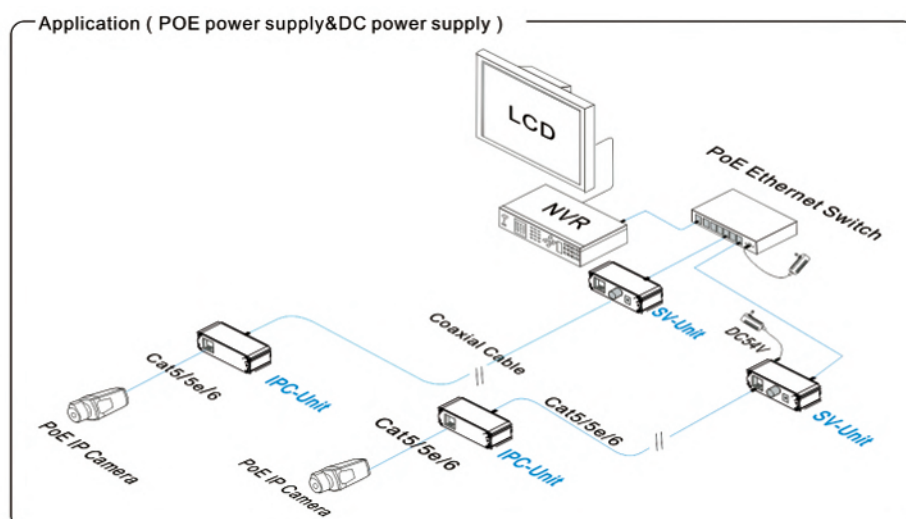 Application ( POE power supply&DC power supply )
LCD
PoE Ethernet Switch
NVR
SV-Unit
Coaxial Cable
DC54V
IPC-Unit
Cat5/5e/6
SV-Unit
Cat5/5e/6
PoE IP Camera
Cat5/5e/6
IPC-Unit
PoE IP Camera